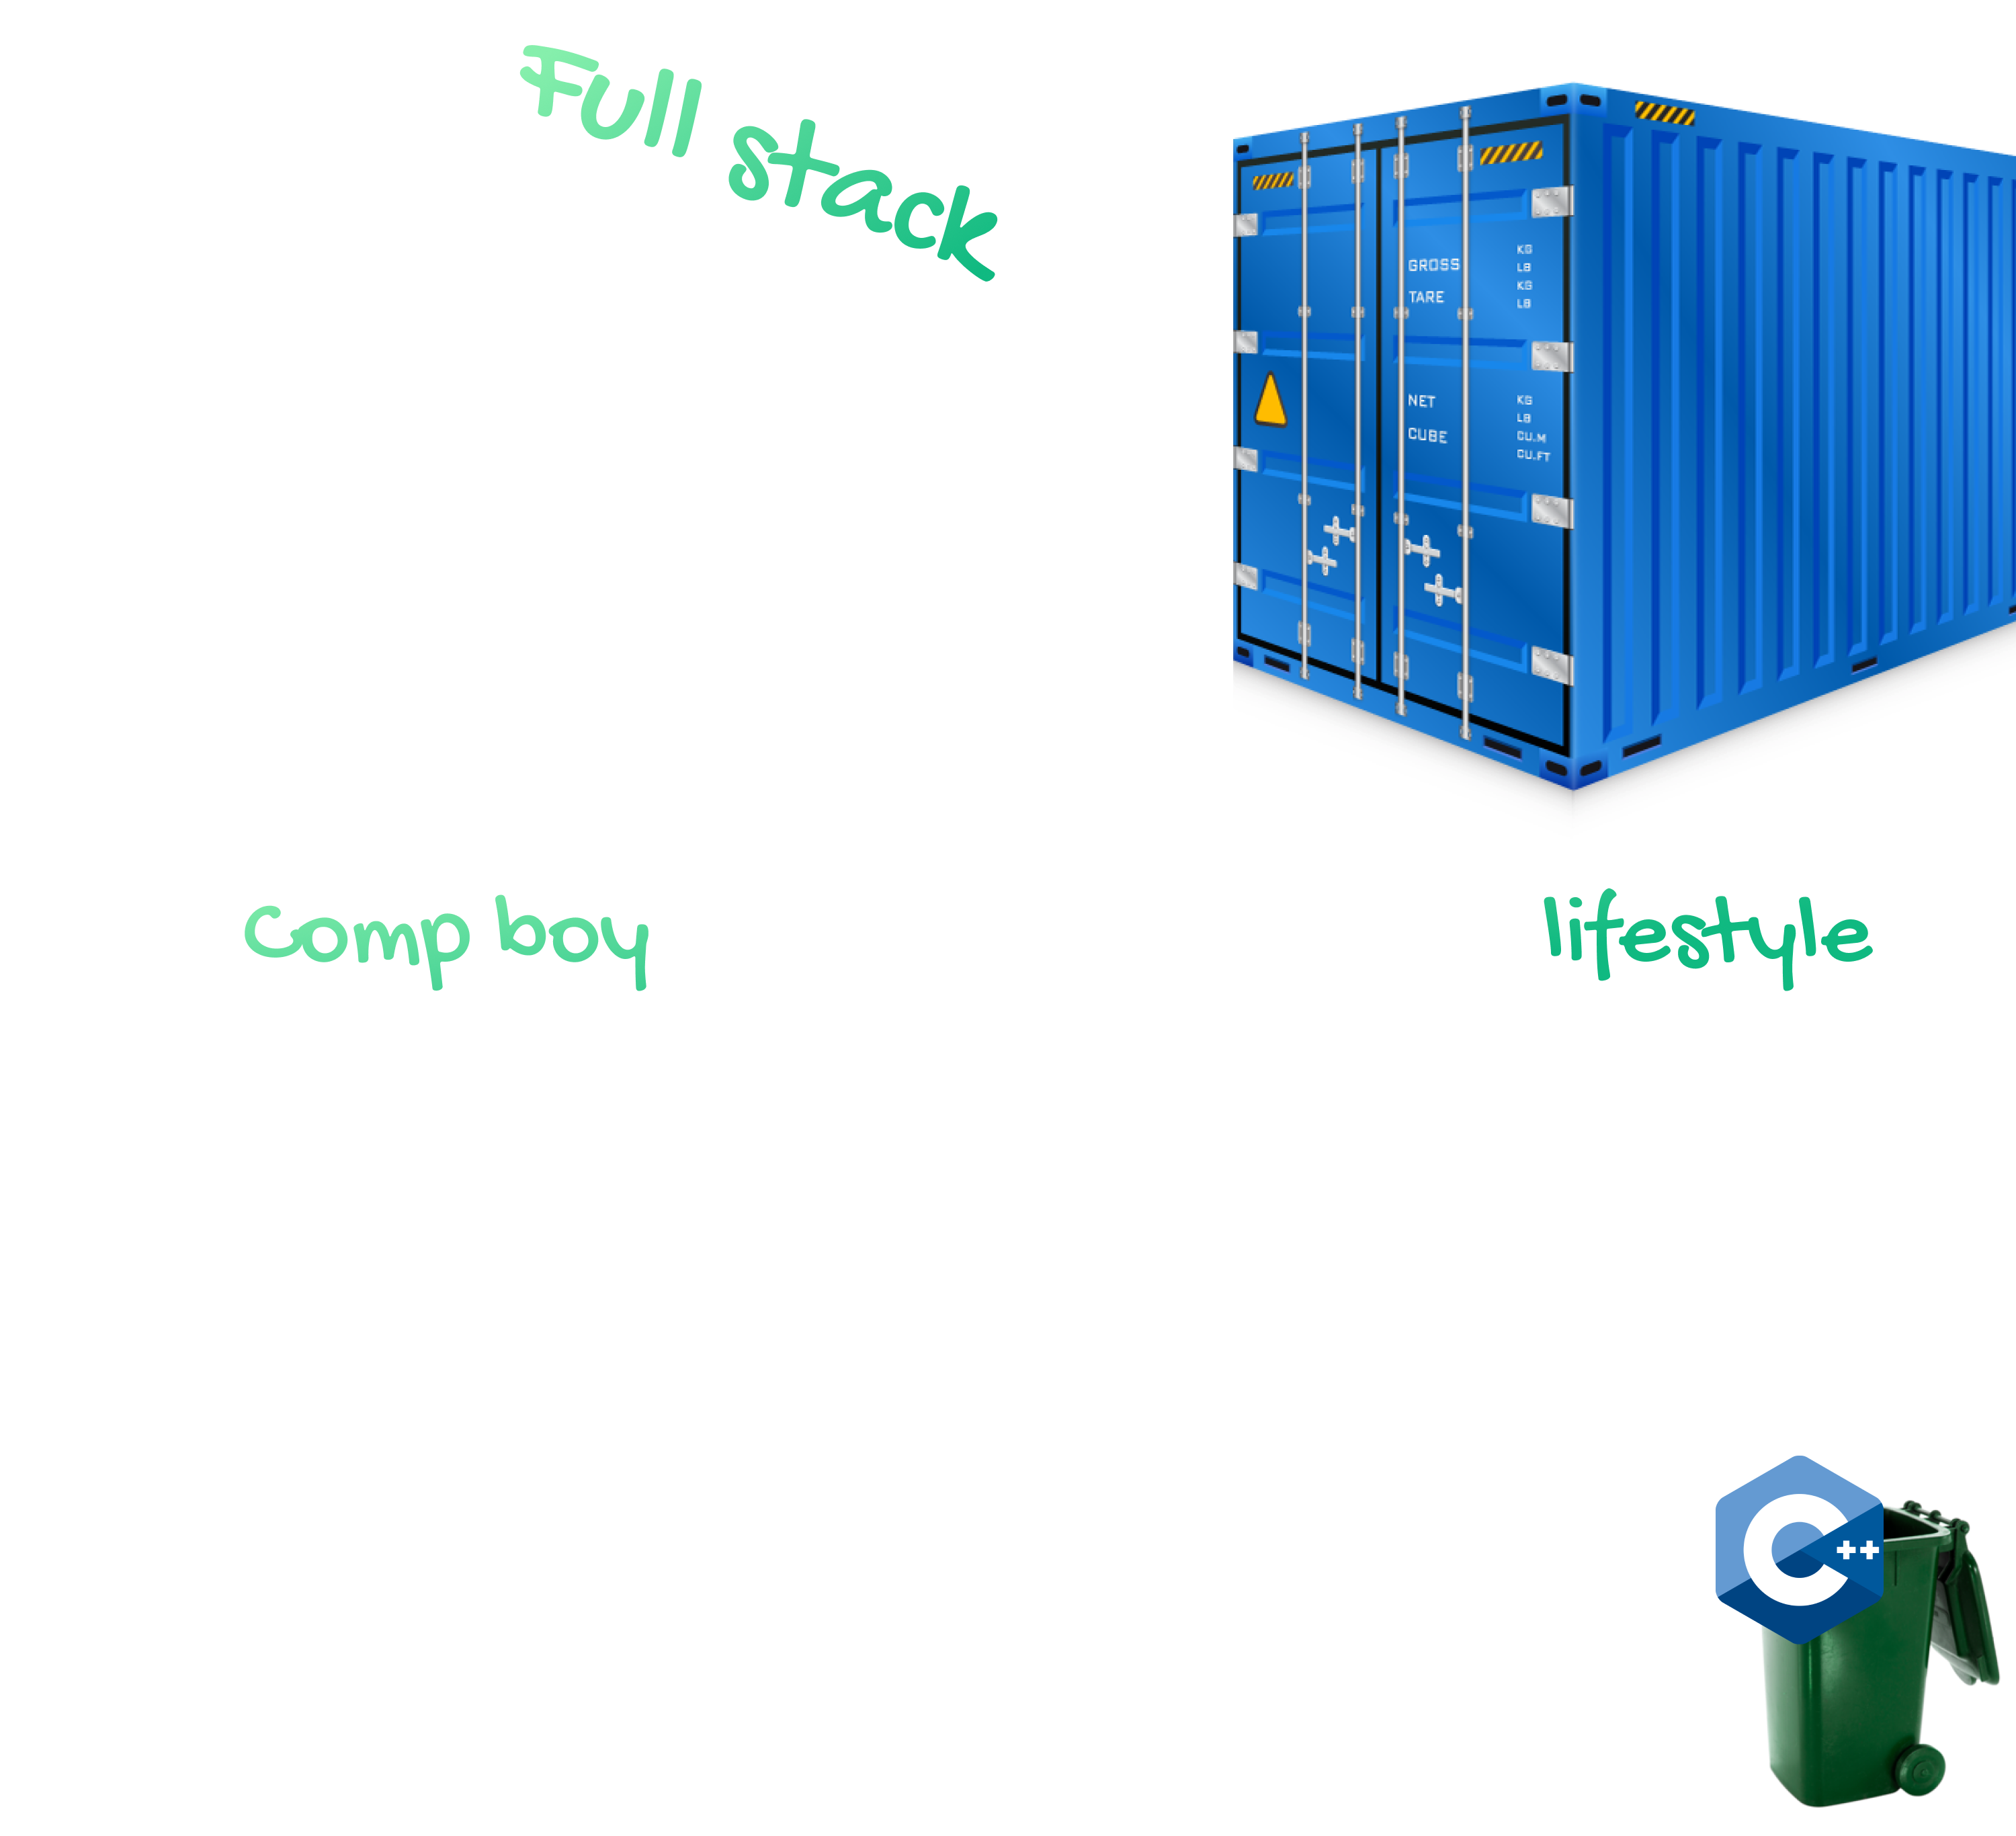 Full stack
GROSS KG
LB
TARE KG
LB
NET KG
LB
CUBE CU.M
CU.FT
Comp boy lifestyle
C++